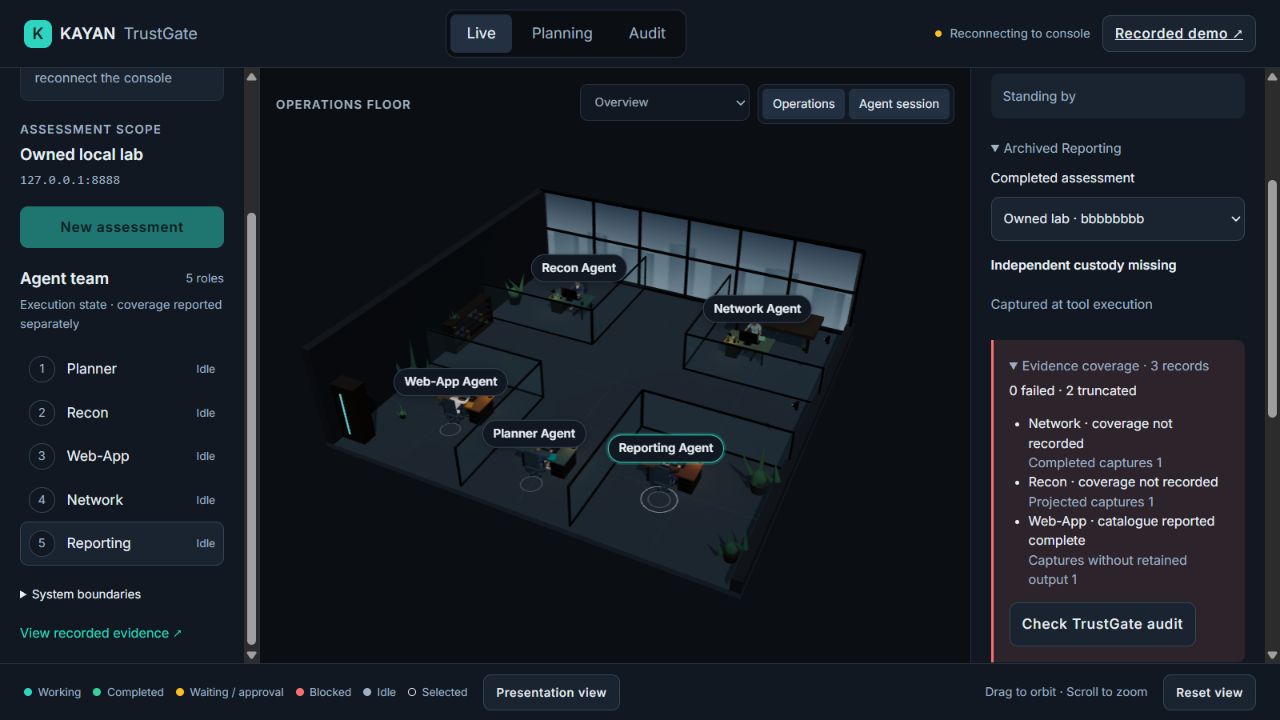 K KAYAN TrustGate
Live Planning Audit
Reconnecting to console
Recorded demo ↗
reconnect the console
ASSESSMENT SCOPE
Owned local lab
127.0.0.1:8888
New assessment
Agent team 5 roles
Execution state · coverage reported
separately
1 Planner Idle
2 Recon Idle
3 Web-App Idle
4 Network Idle
5 Reporting Idle
System boundaries
View recorded evidence ↗
OPERATIONS FLOOR
Overview
Operations Agent session
Recon Agent
Network Agent
Web-App Agent
Planner Agent
Reporting Agent
Standing by
Archived Reporting
Completed assessment
Owned lab · bbbbbbbb
Independent custody missing
Captured at tool execution
Evidence coverage · 3 records
0 failed · 2 truncated
• Network · coverage not
recorded
Completed captures 1
• Recon · coverage not recorded
Projected captures 1
• Web-App · catalogue reported
complete
Captures without retained
output 1
Check TrustGate audit
Working Completed Waiting / approval Blocked Idle Selected
Presentation view
Drag to orbit · Scroll to zoom
Reset view